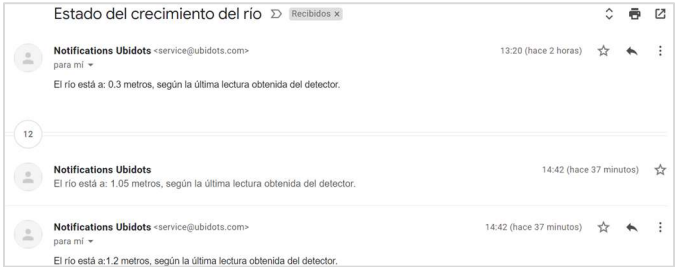 Estado del crecimiento del río Recibidos x
Notifications Ubidots <service@ubidots.com> 13:20 (hace 2 horas)
para mí
El río está a: 0.3 metros, según la última lectura obtenida del detector.
12
Notifications Ubidots 14:42 (hace 37 minutos)
El río está a: 1.05 metros, según la última lectura obtenida del detector.
Notifications Ubidots <service@ubidots.com> 14:42 (hace 37 minutos)
para mí
El río está a:1.2 metros, según la última lectura obtenida del detector.